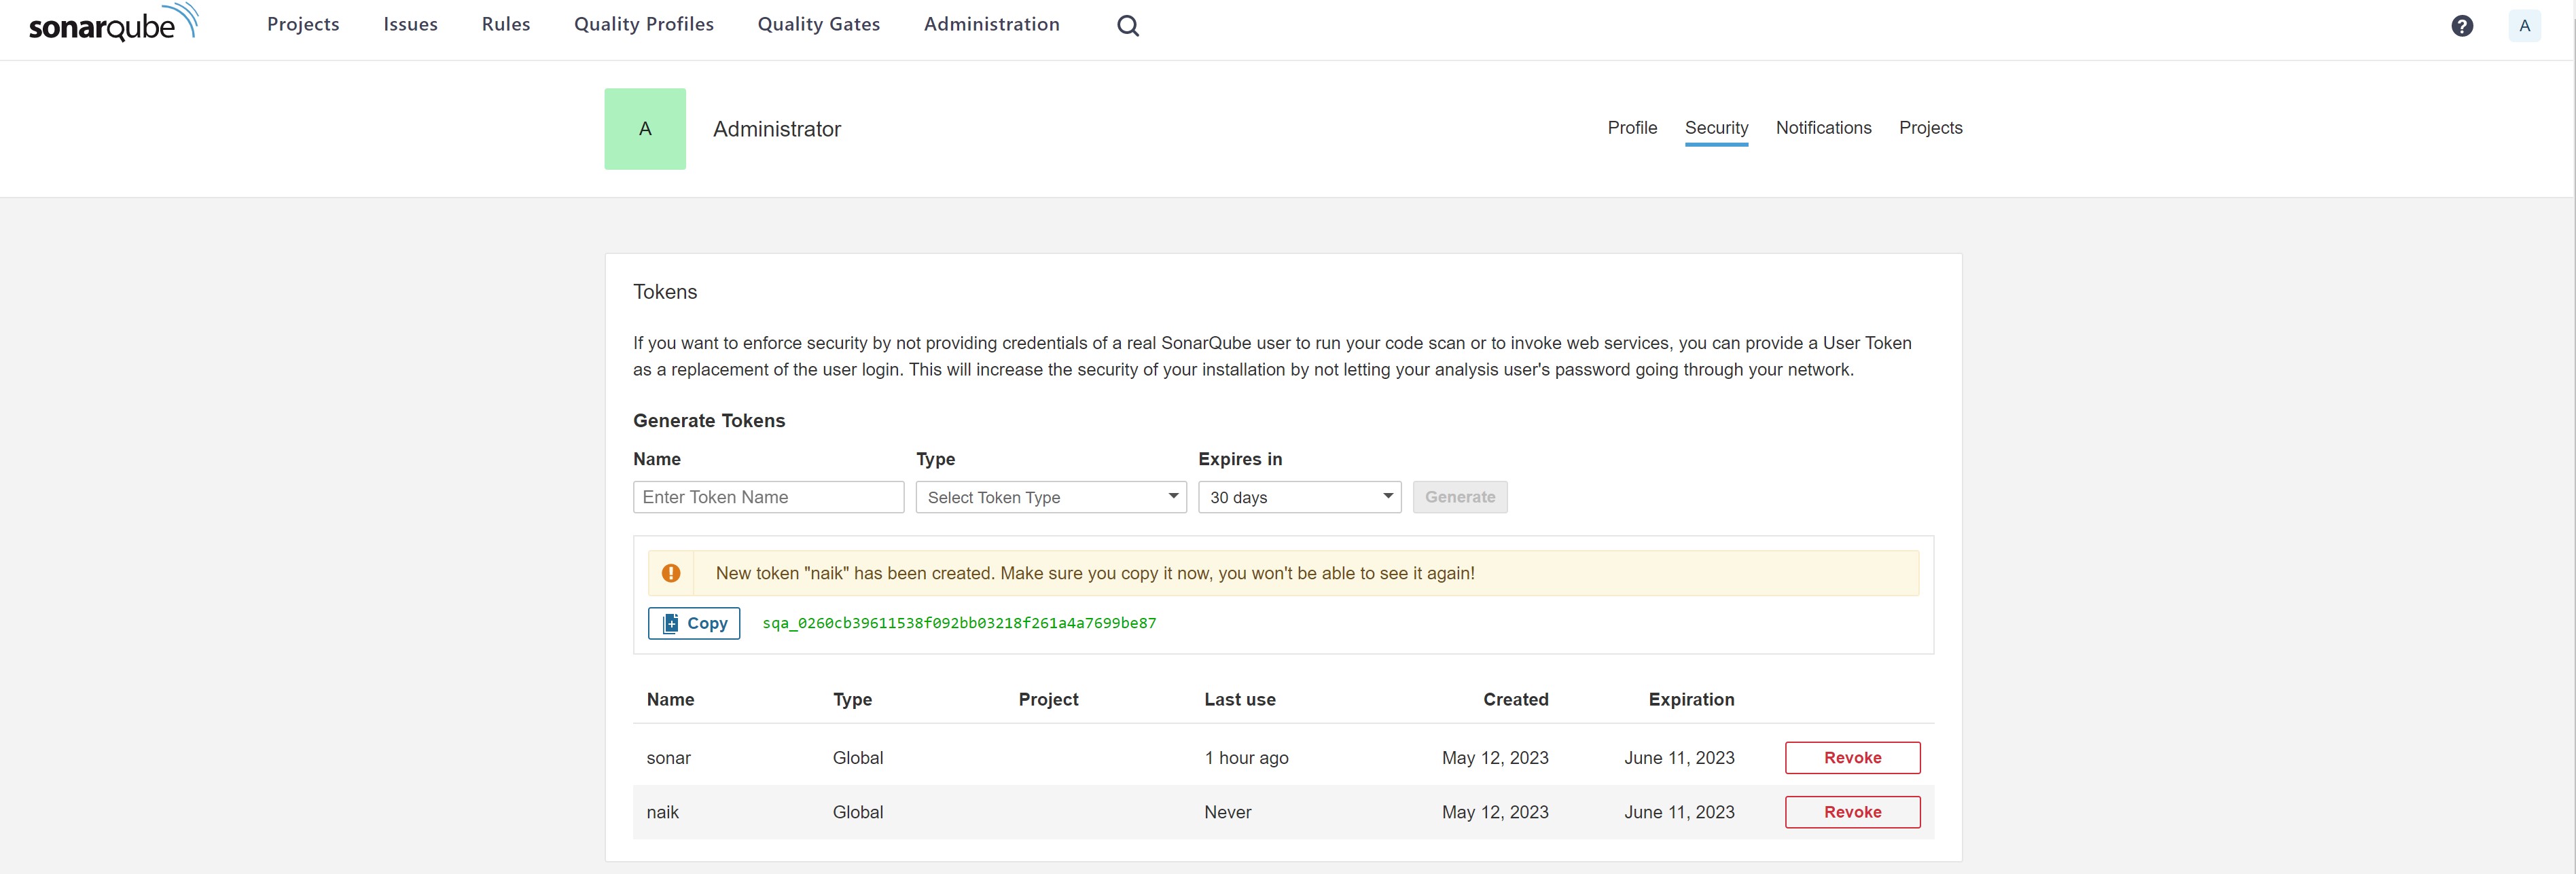 sonarqube Projects Issues Rules Quality Profiles Quality Gates Administration ? A
A Administrator Profile Security Notifications Projects
Tokens
If you want to enforce security by not providing credentials of a real SonarQube user to run your code scan or to invoke web services, you can provide a User Token
as a replacement of the user login. This will increase the security of your installation by not letting your analysis user's password going through your network.
Generate Tokens
Name Type Expires in
Enter Token Name Select Token Type 30 days Generate
New token "naik" has been created. Make sure you copy it now, you won't be able to see it again!
Copy sqa_0260cb39611538f092bb03218f261a4a7699be87
Name Type Project Last use Created Expiration
sonar Global 1 hour ago May 12, 2023 June 11, 2023 Revoke
naik Global Never May 12, 2023 June 11, 2023 Revoke